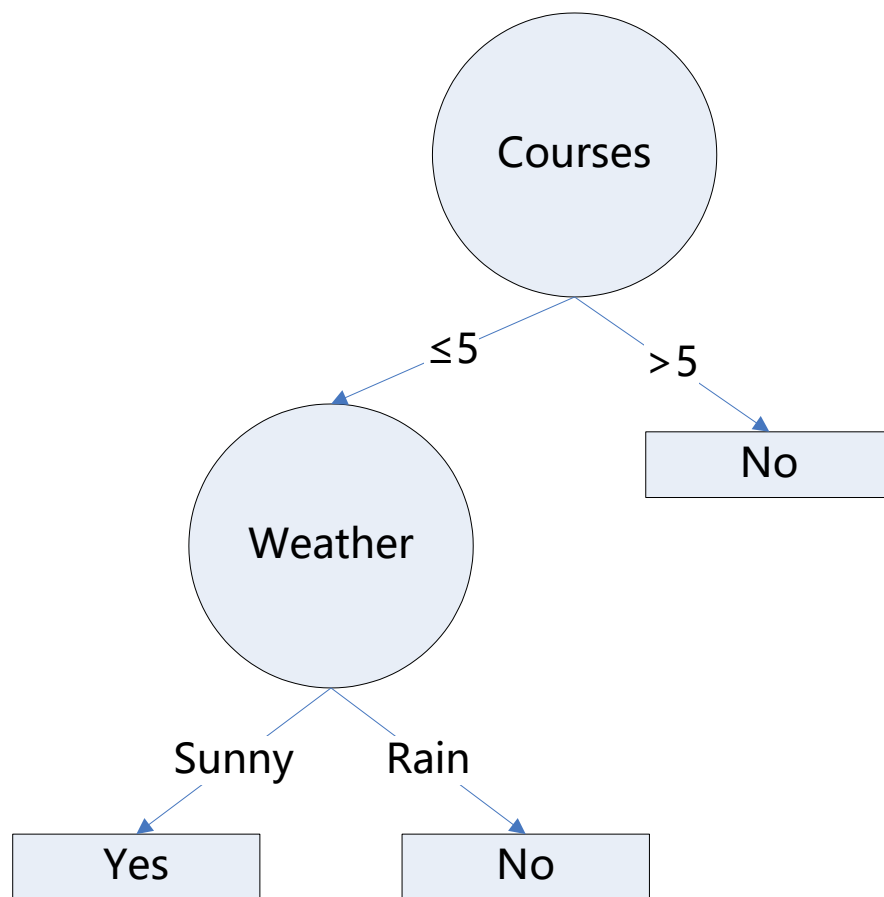 Courses
≤5
>5
No
Weather
Sunny
Rain
Yes
No